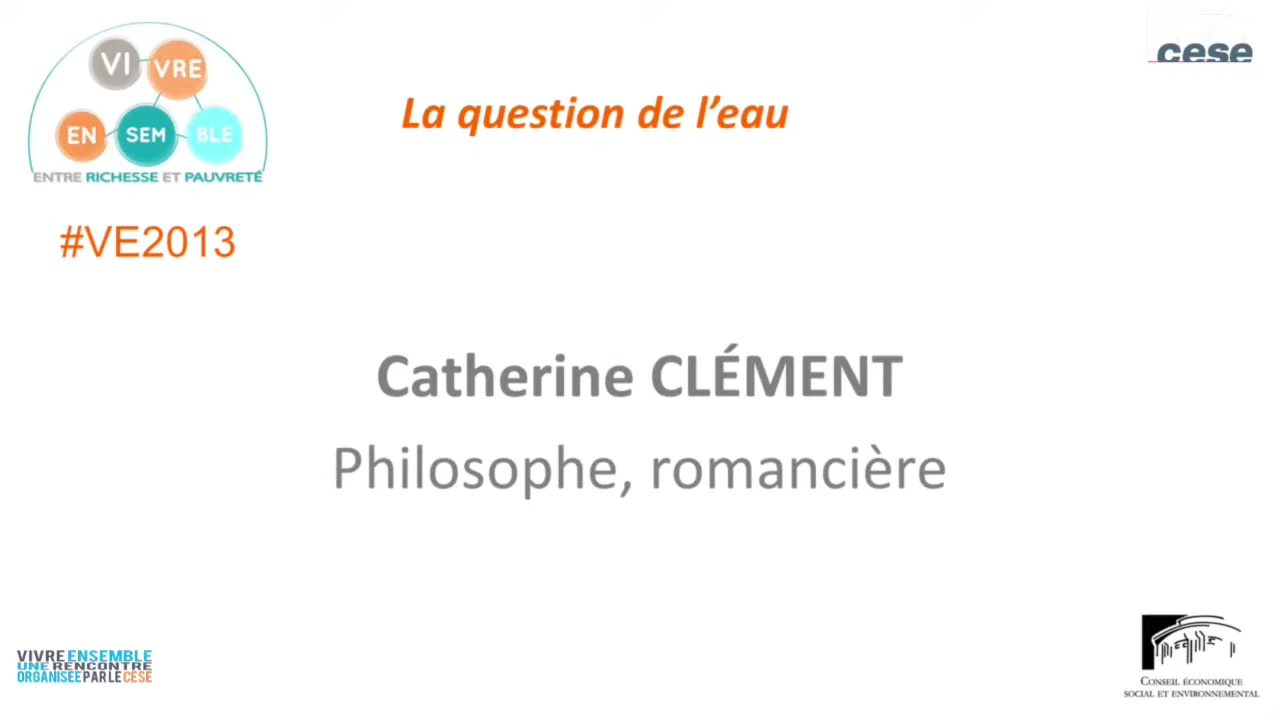 VI VRE
EN SEM BLE
ENTRE RICHESSE ET PAUVRETÉ
#VE2013
cese
La question de l’eau
Catherine CLÉMENT
Philosophe, romancière
VIVRE ENSEMBLE
UNE RENCONTRE
ORGANISEE PAR LE CESE
CONSEIL ÉCONOMIQUE
SOCIAL ET ENVIRONNEMENTAL